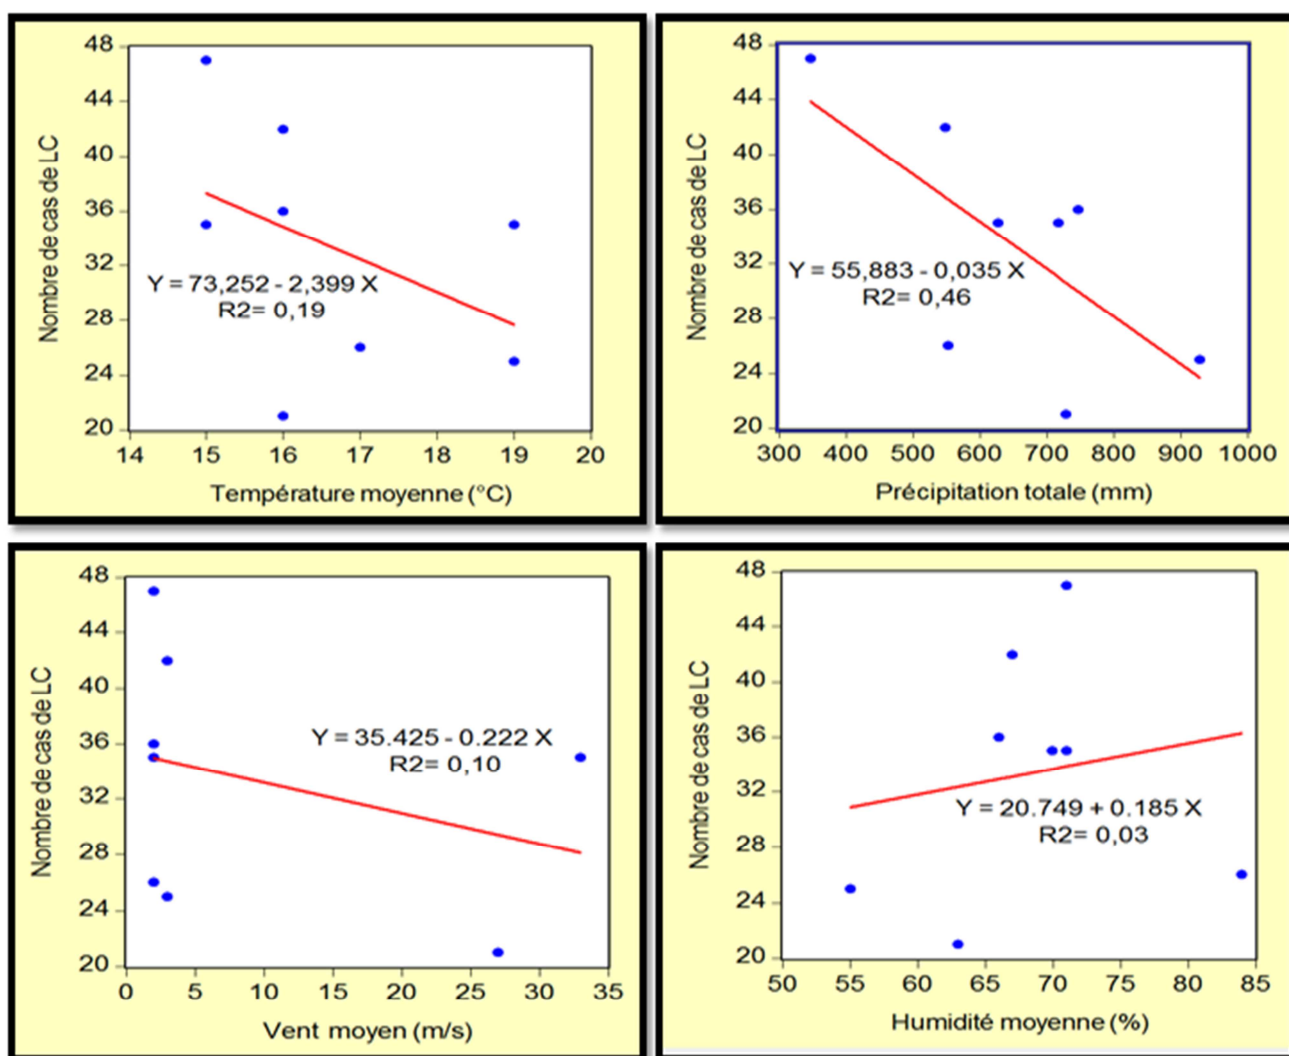 48
44
40
36
32
28
24
20
Nombre de cas de LC
Y = 73,252 - 2,399 X
R2= 0,19
14 15 16 17 18 19 20
Température moyenne (°C)
48
44
40
36
32
28
24
20
Nombre de cas de LC
Y = 55,883 - 0,035 X
R2= 0,46
300 400 500 600 700 800 900 1000
Précipitation totale (mm)
48
44
40
36
32
28
24
20
Nombre de cas de LC
Y = 35.425 - 0.222 X
R2= 0,10
0 5 10 15 20 25 30 35
Vent moyen (m/s)
48
44
40
36
32
28
24
20
Nombre de cas de LC
Y = 20.749 + 0.185 X
R2= 0,03
50 55 60 65 70 75 80 85
Humidité moyenne (%)